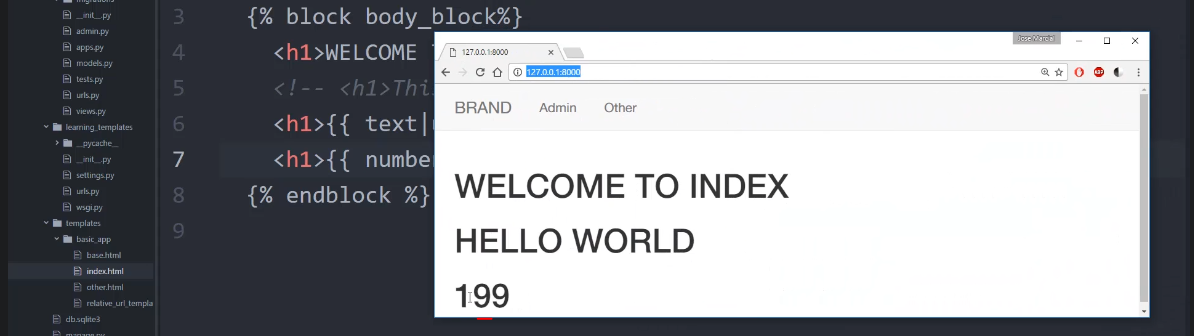 migrations
__init__.py
admin.py
apps.py
models.py
tests.py
urls.py
views.py
learning_templates
__pycache__
__init__.py
settings.py
urls.py
wsgi.py
templates
basic_app
base.html
index.html
other.html
relative_url_templa
db.sqlite3
manage.py
3 {% block body_block%}
4 <h1>WELCOME T
5 <!-- <h1>Thi
6 <h1>{{ text|
7 <h1>{{ number
8 {% endblock %}
9
Jose Marcial
127.0.0.1:8000
127.0.0.1:8000
BRAND Admin Other
WELCOME TO INDEX
HELLO WORLD
199